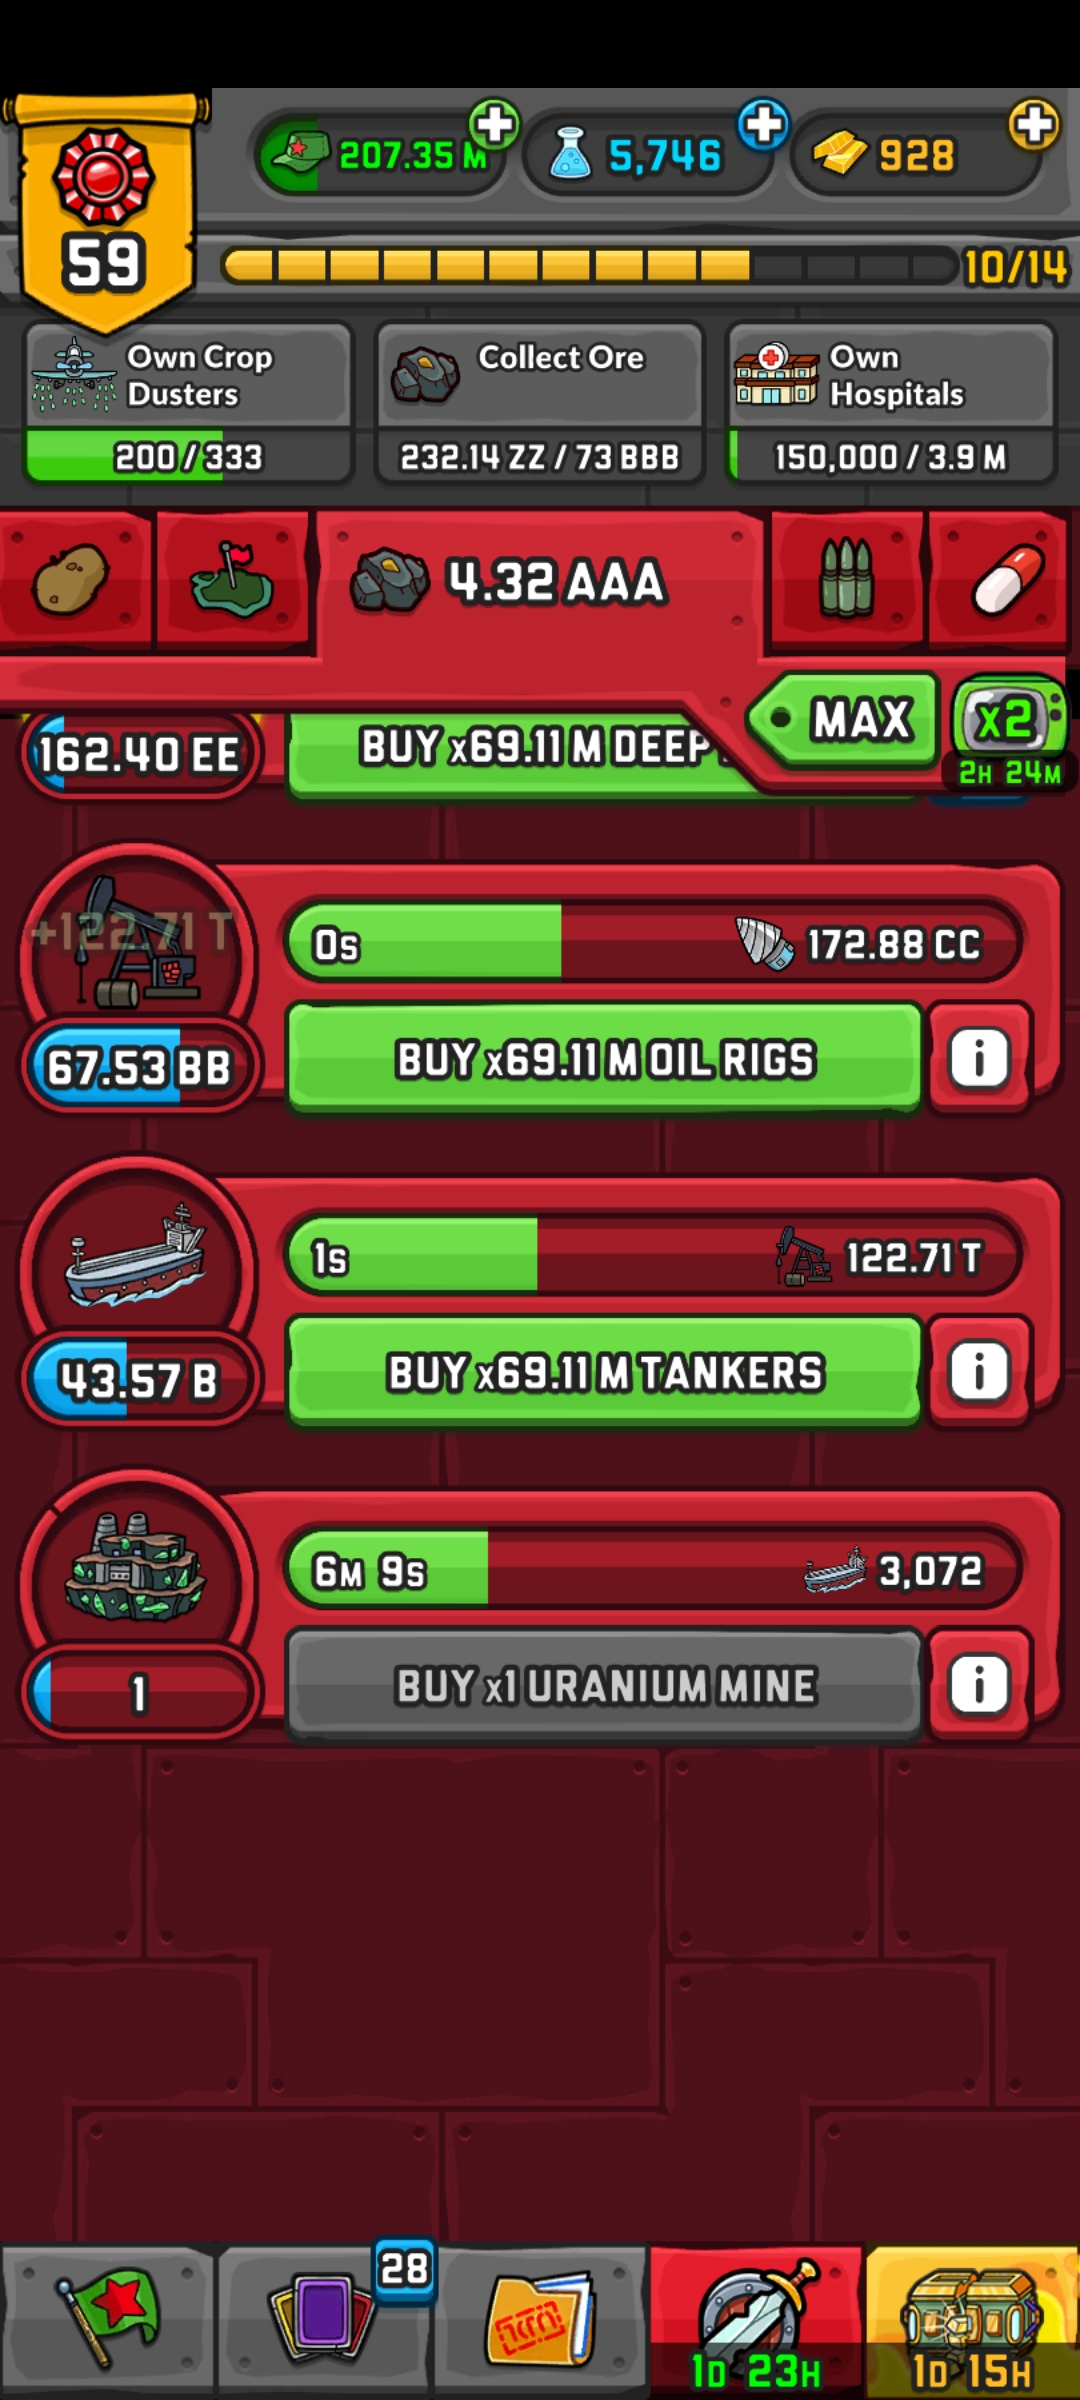 207.35 M
5,746
928
59
10/14
Own Crop
Dusters
200 / 333
Collect Ore
232.14 ZZ / 73 BBB
Own
Hospitals
150,000 / 3.9 M
4.32 AAA
MAX
x2
2H 24M
162.40 EE
BUY x69.11 M DEEP
+122.71 T
0s
172.88 CC
67.53 BB
BUY x69.11 M OIL RIGS
i
1s
122.71 T
43.57 B
BUY x69.11 M TANKERS
i
6M 9s
3,072
1
BUY x1 URANIUM MINE
i
28
1D 23H
1D 15H